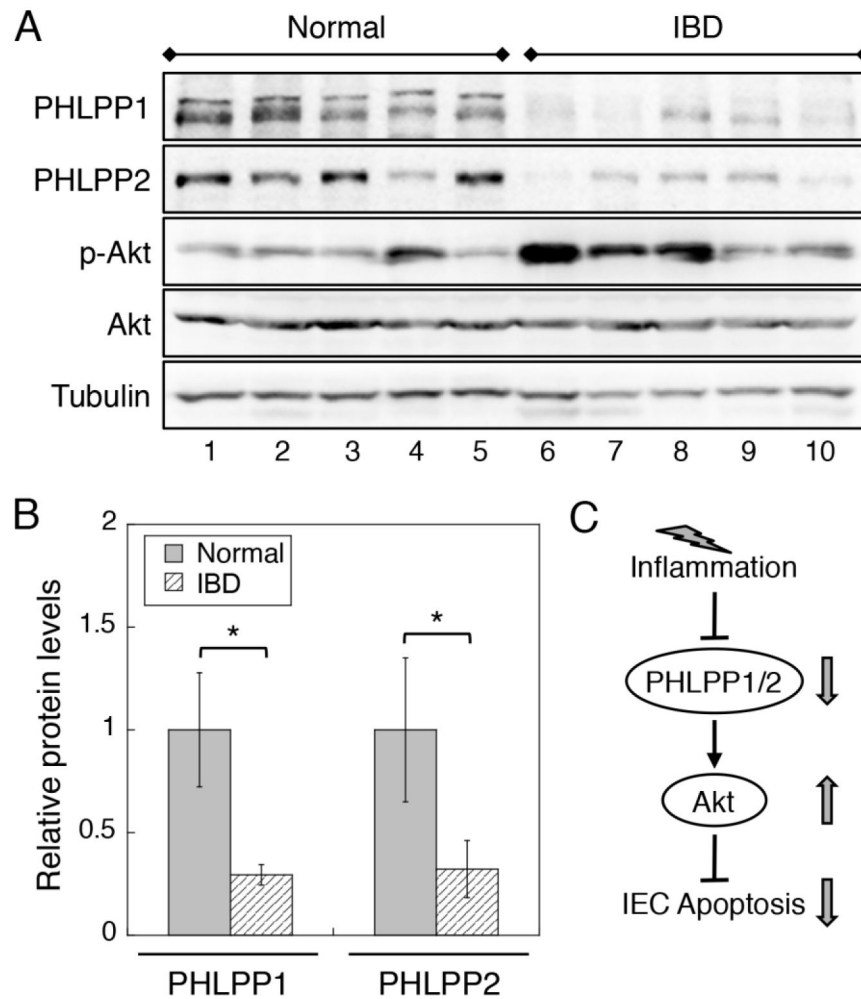 A
Normal IBD
PHLPP1
PHLPP2
p-Akt
Akt
Tubulin
1 2 3 4 5 6 7 8 9 10
B
Relative protein levels
2
1.5
1
0.5
0
Normal
IBD
* *
PHLPP1 PHLPP2
C
Inflammation
PHLPP1/2
Akt
IEC Apoptosis